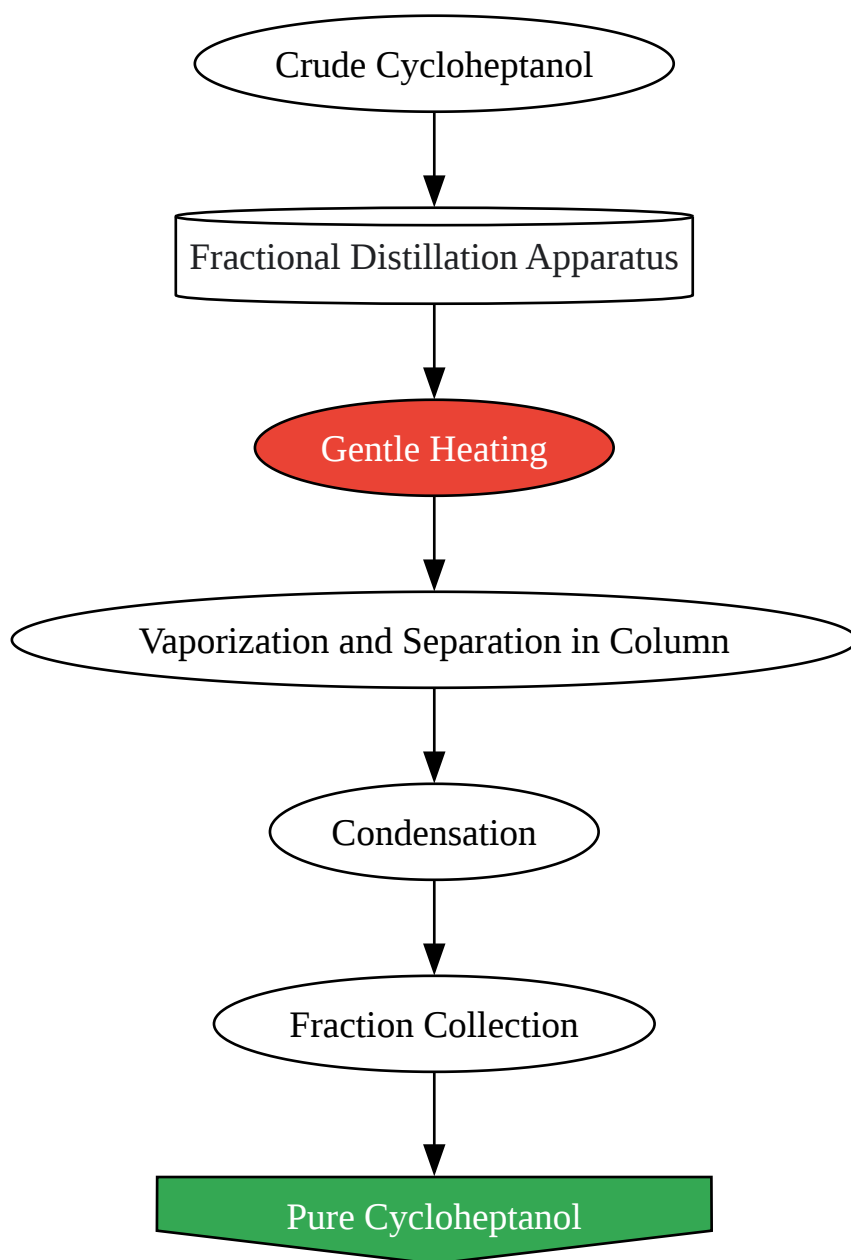 Crude Cycloheptanol
Fractional Distillation Apparatus
Gentle Heating
Vaporization and Separation in Column
Condensation
Fraction Collection
Pure Cycloheptanol